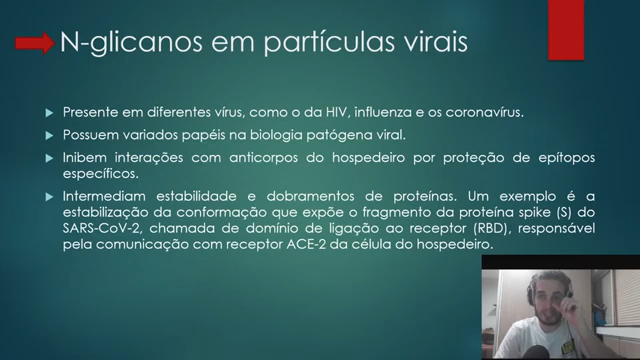 N-glicanos em partículas virais
Presente em diferentes vírus, como o da HIV, influenza e os coronavírus.
Possuem variados papéis na biologia patógena viral.
Inibem interações com anticorpos do hospedeiro por proteção de epítopos
específicos.
Intermediam estabilidade e dobramentos de proteínas. Um exemplo é a
estabilização da conformação que expõe o fragmento da proteína spike (S) do
SARS-CoV-2, chamada de domínio de ligação ao receptor (RBD), responsável
pela comunicação com receptor ACE-2 da célula do hospedeiro.